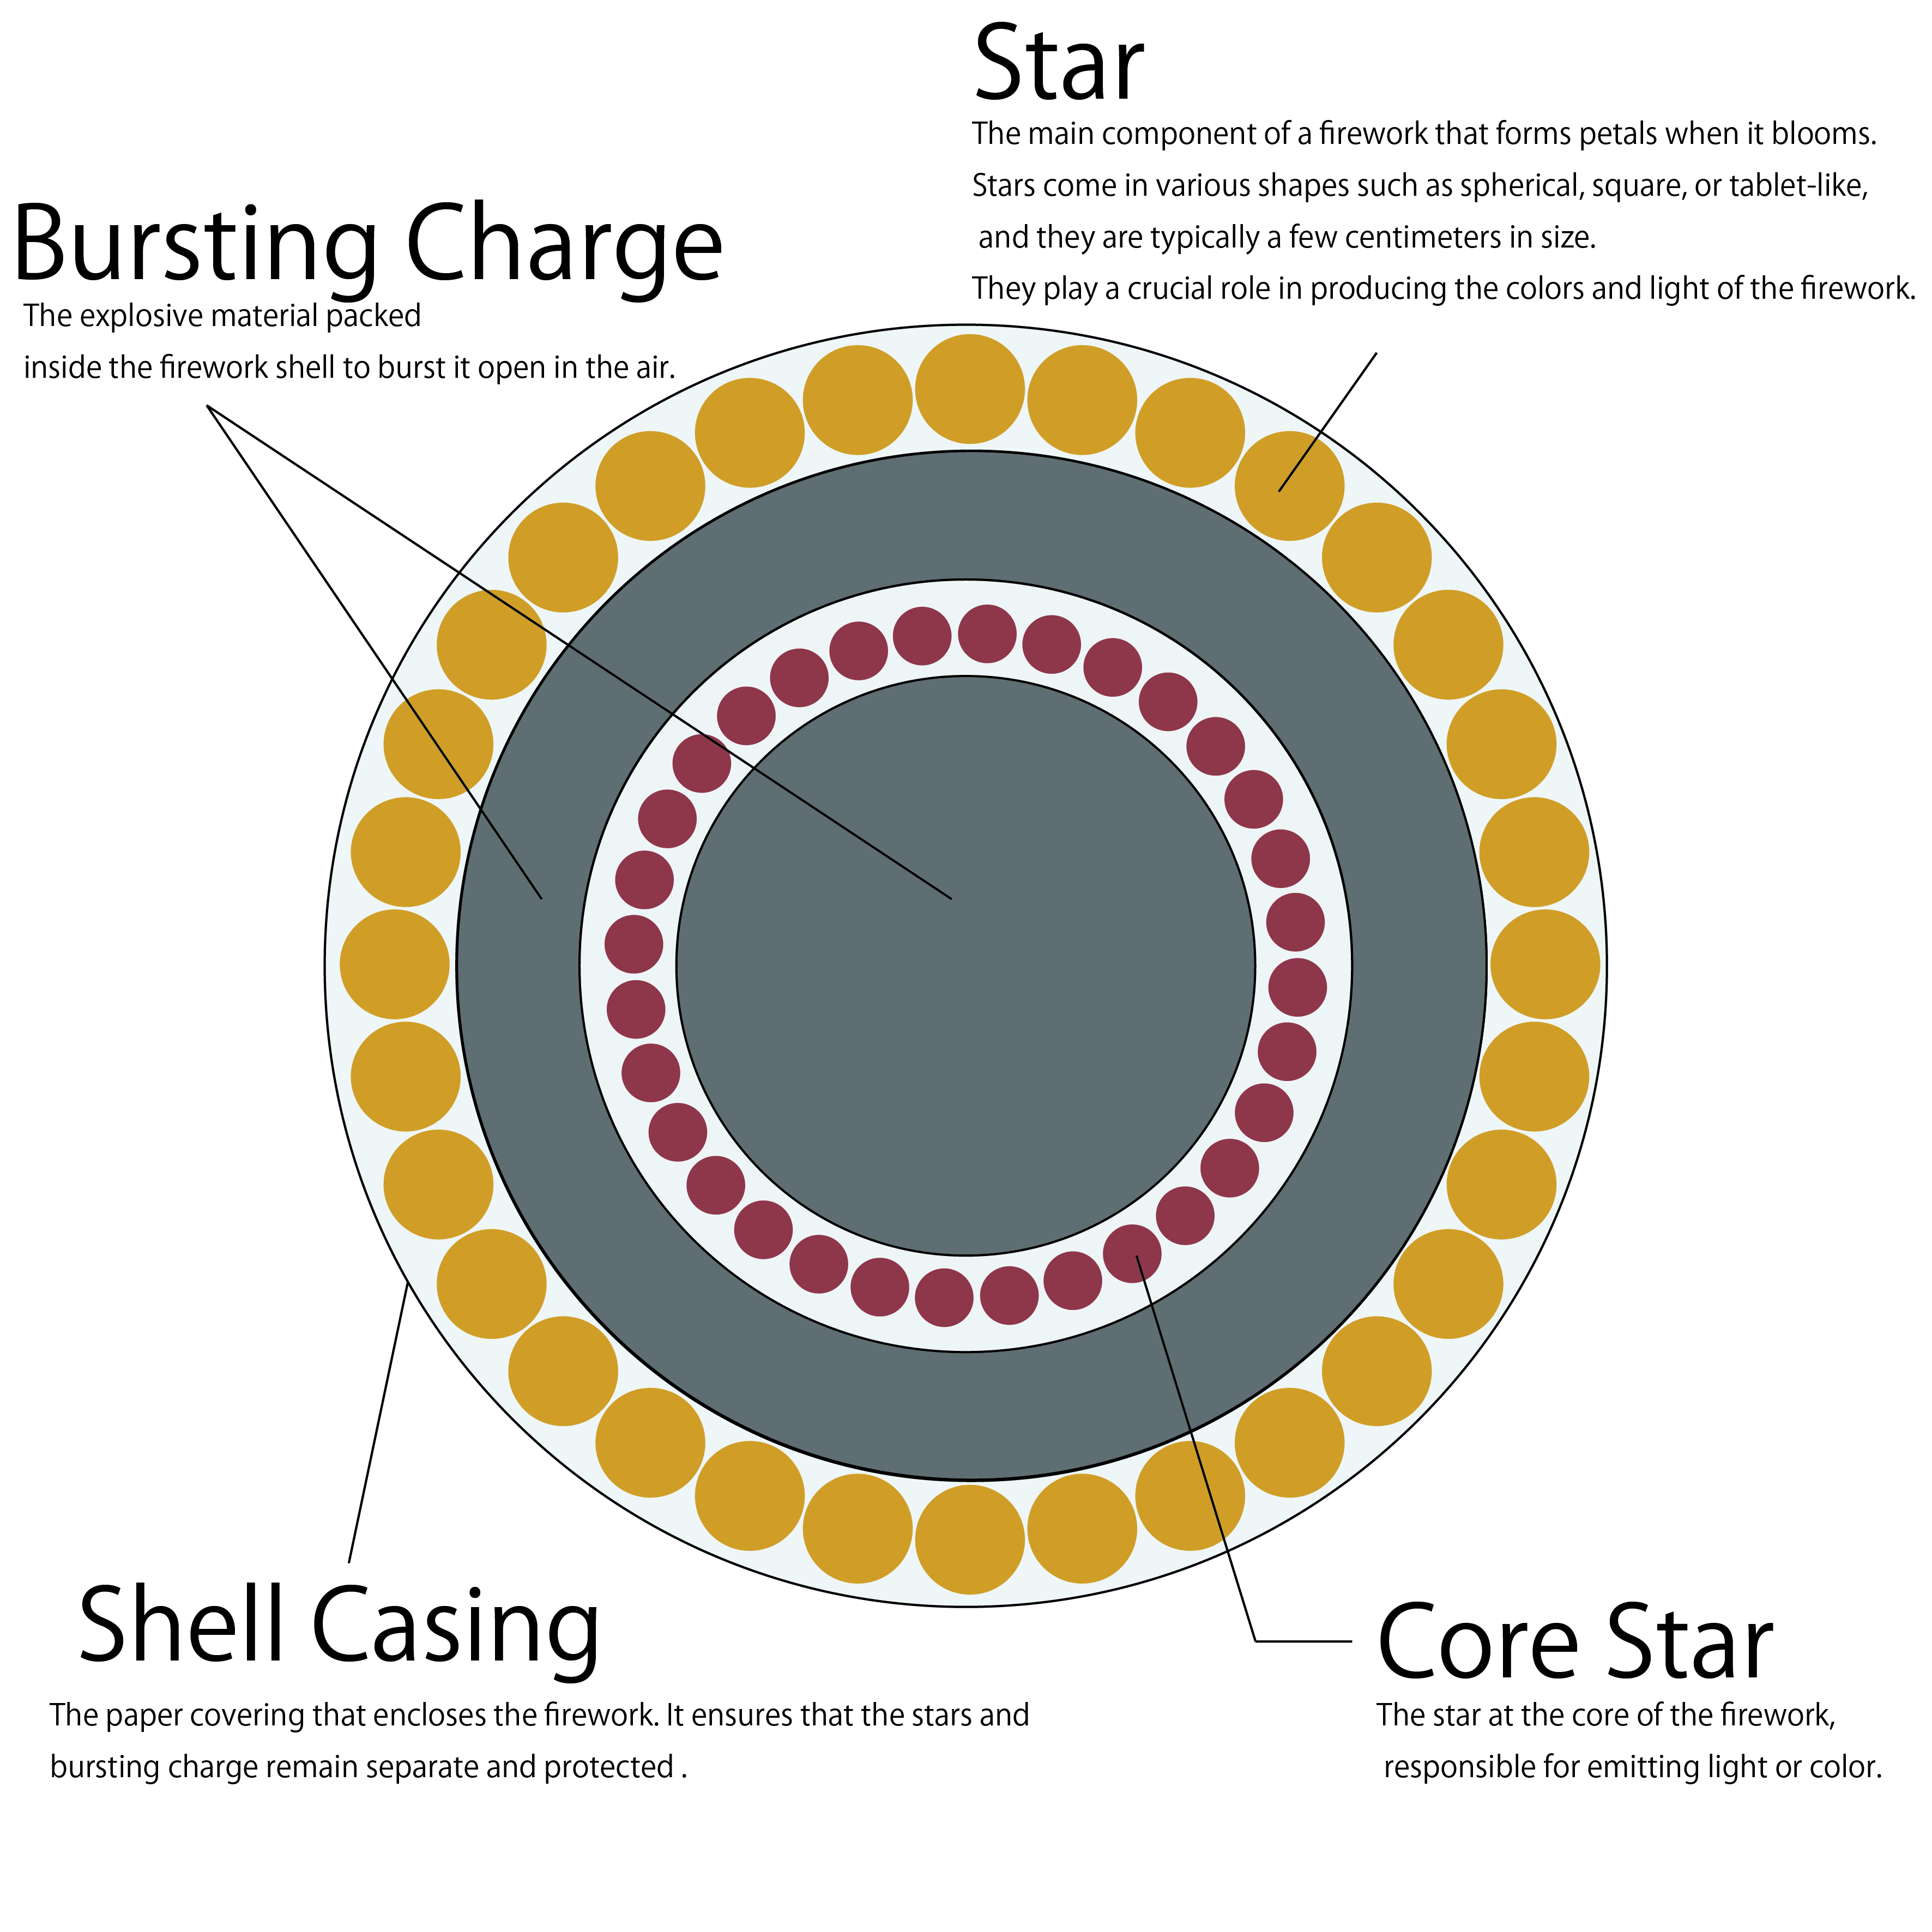 Star
The main component of a firework that forms petals when it blooms.
Stars come in various shapes such as spherical, square, or tablet-like,
and they are typically a few centimeters in size.
They play a crucial role in producing the colors and light of the firework.
Bursting Charge
The explosive material packed
inside the firework shell to burst it open in the air.
Shell Casing
The paper covering that encloses the firework. It ensures that the stars and
bursting charge remain separate and protected .
Core Star
The star at the core of the firework,
responsible for emitting light or color.